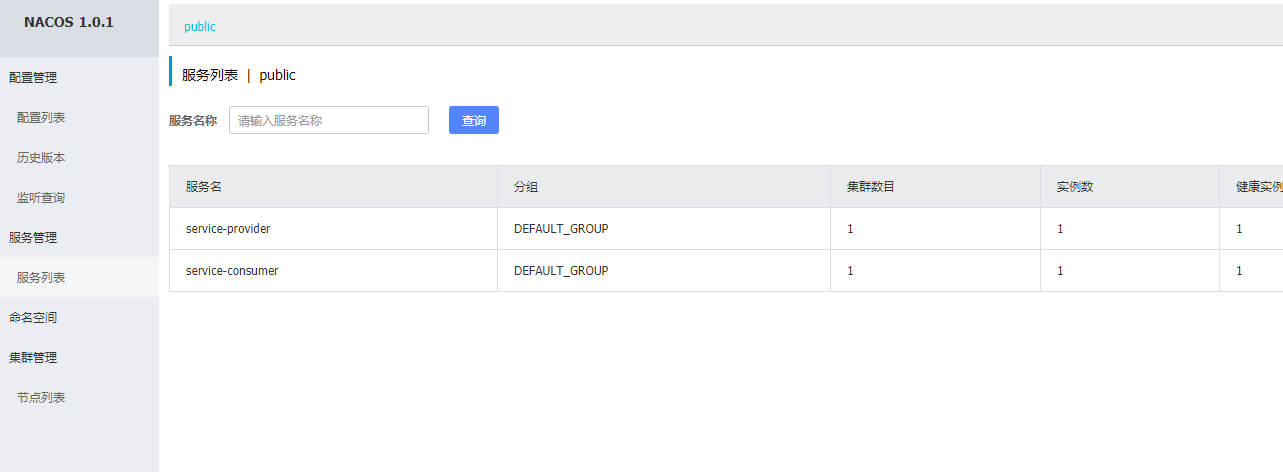 NACOS 1.0.1
配置管理
配置列表
历史版本
监听查询
服务管理
服务列表
命名空间
集群管理
节点列表
public
服务列表 | public
服务名称 请输入服务名称 查询
服务名 分组 集群数目 实例数 健康实例
service-provider DEFAULT_GROUP 1 1 1
service-consumer DEFAULT_GROUP 1 1 1